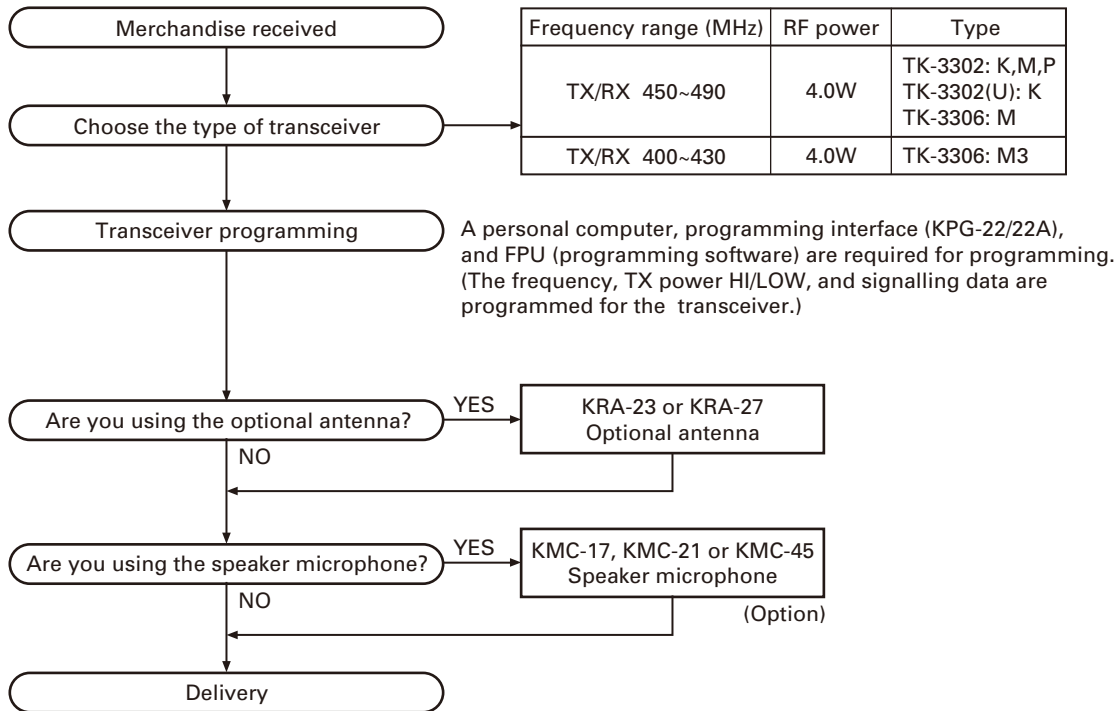 Merchandise received
Choose the type of transceiver
Frequency range (MHz) RF power Type
TX/RX 450~490 4.0W TK-3302: K,M,P
TK-3302(U): K
TK-3306: M
TX/RX 400~430 4.0W TK-3306: M3
Transceiver programming
A personal computer, programming interface (KPG-22/22A),
and FPU (programming software) are required for programming.
(The frequency, TX power HI/LOW, and signalling data are
programmed for the transceiver.)
Are you using the optional antenna?
YES
KRA-23 or KRA-27
Optional antenna
NO
Are you using the speaker microphone?
YES
KMC-17, KMC-21 or KMC-45
Speaker microphone
(Option)
NO
Delivery